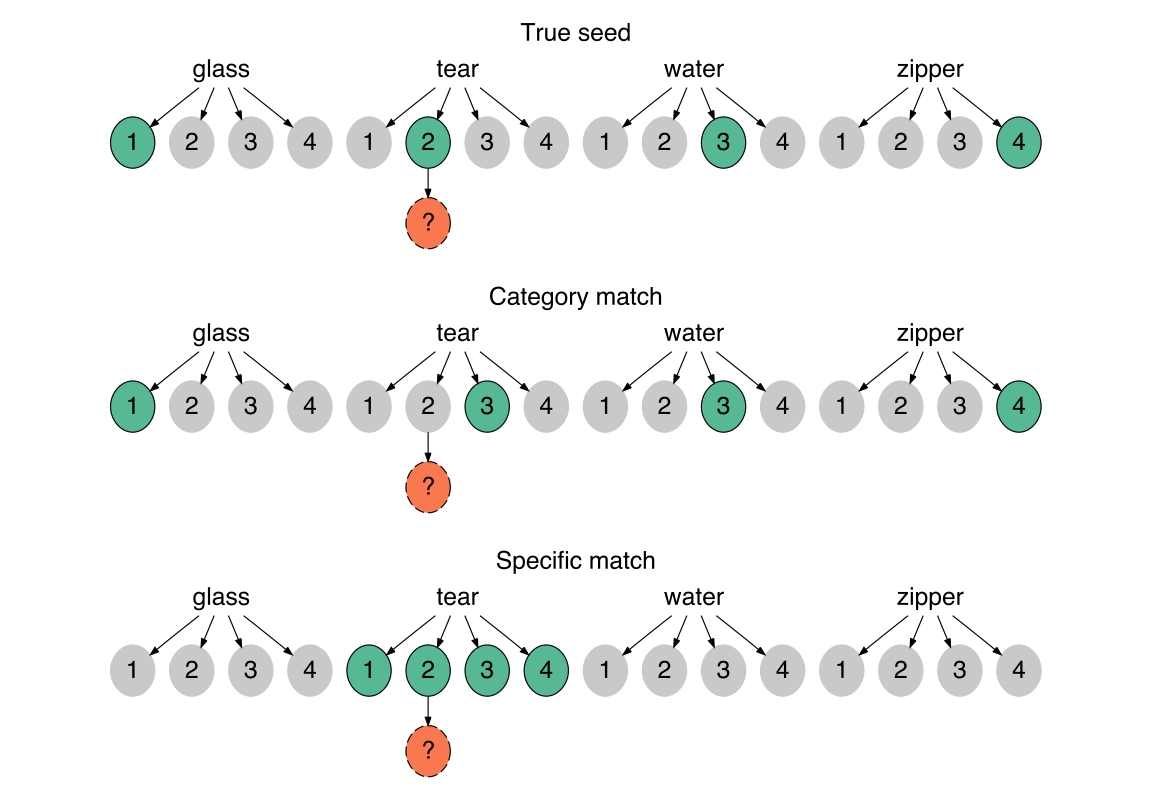 True seed
glass tear water zipper
1 2 3 4 1 2 3 4 1 2 3 4 1 2 3 4
?
Category match
glass tear water zipper
1 2 3 4 1 2 3 4 1 2 3 4 1 2 3 4
?
Specific match
glass tear water zipper
1 2 3 4 1 2 3 4 1 2 3 4 1 2 3 4
?